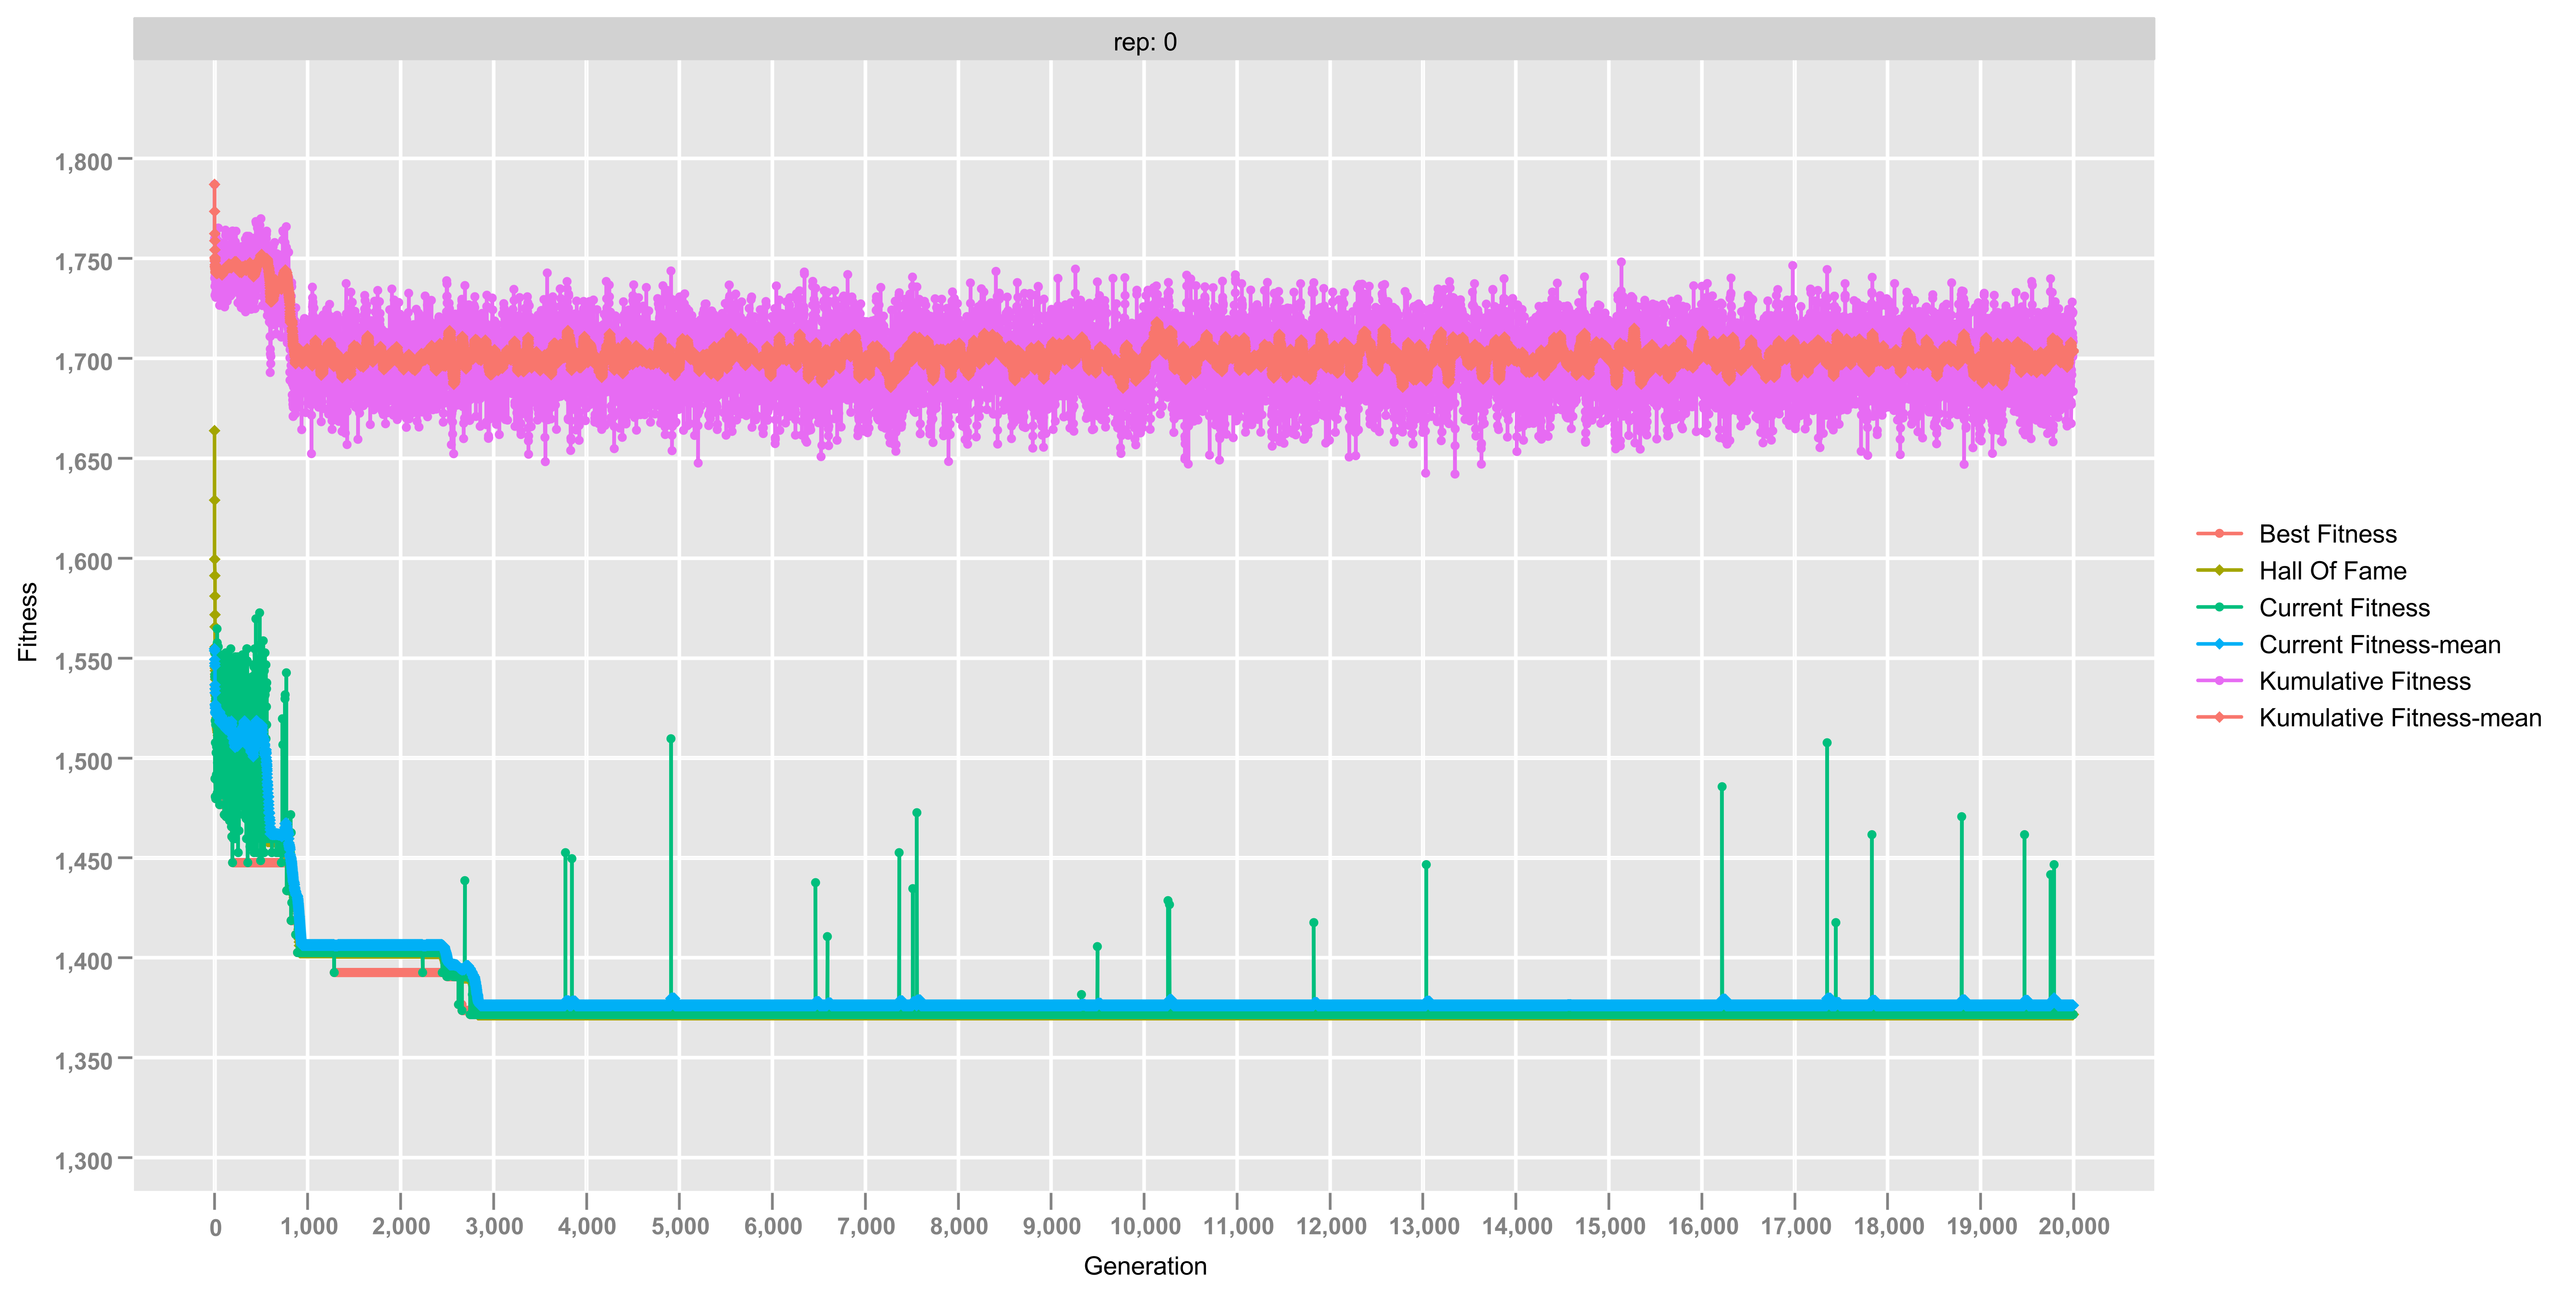 rep: 0
1,800
1,750
1,700
1,650
1,600
1,550
1,500
1,450
1,400
1,350
1,300
Fitness
0 1,000 2,000 3,000 4,000 5,000 6,000 7,000 8,000 9,000 10,000 11,000 12,000 13,000 14,000 15,000 16,000 17,000 18,000 19,000 20,000
Generation
Best Fitness
Hall Of Fame
Current Fitness
Current Fitness-mean
Kumulative Fitness
Kumulative Fitness-mean